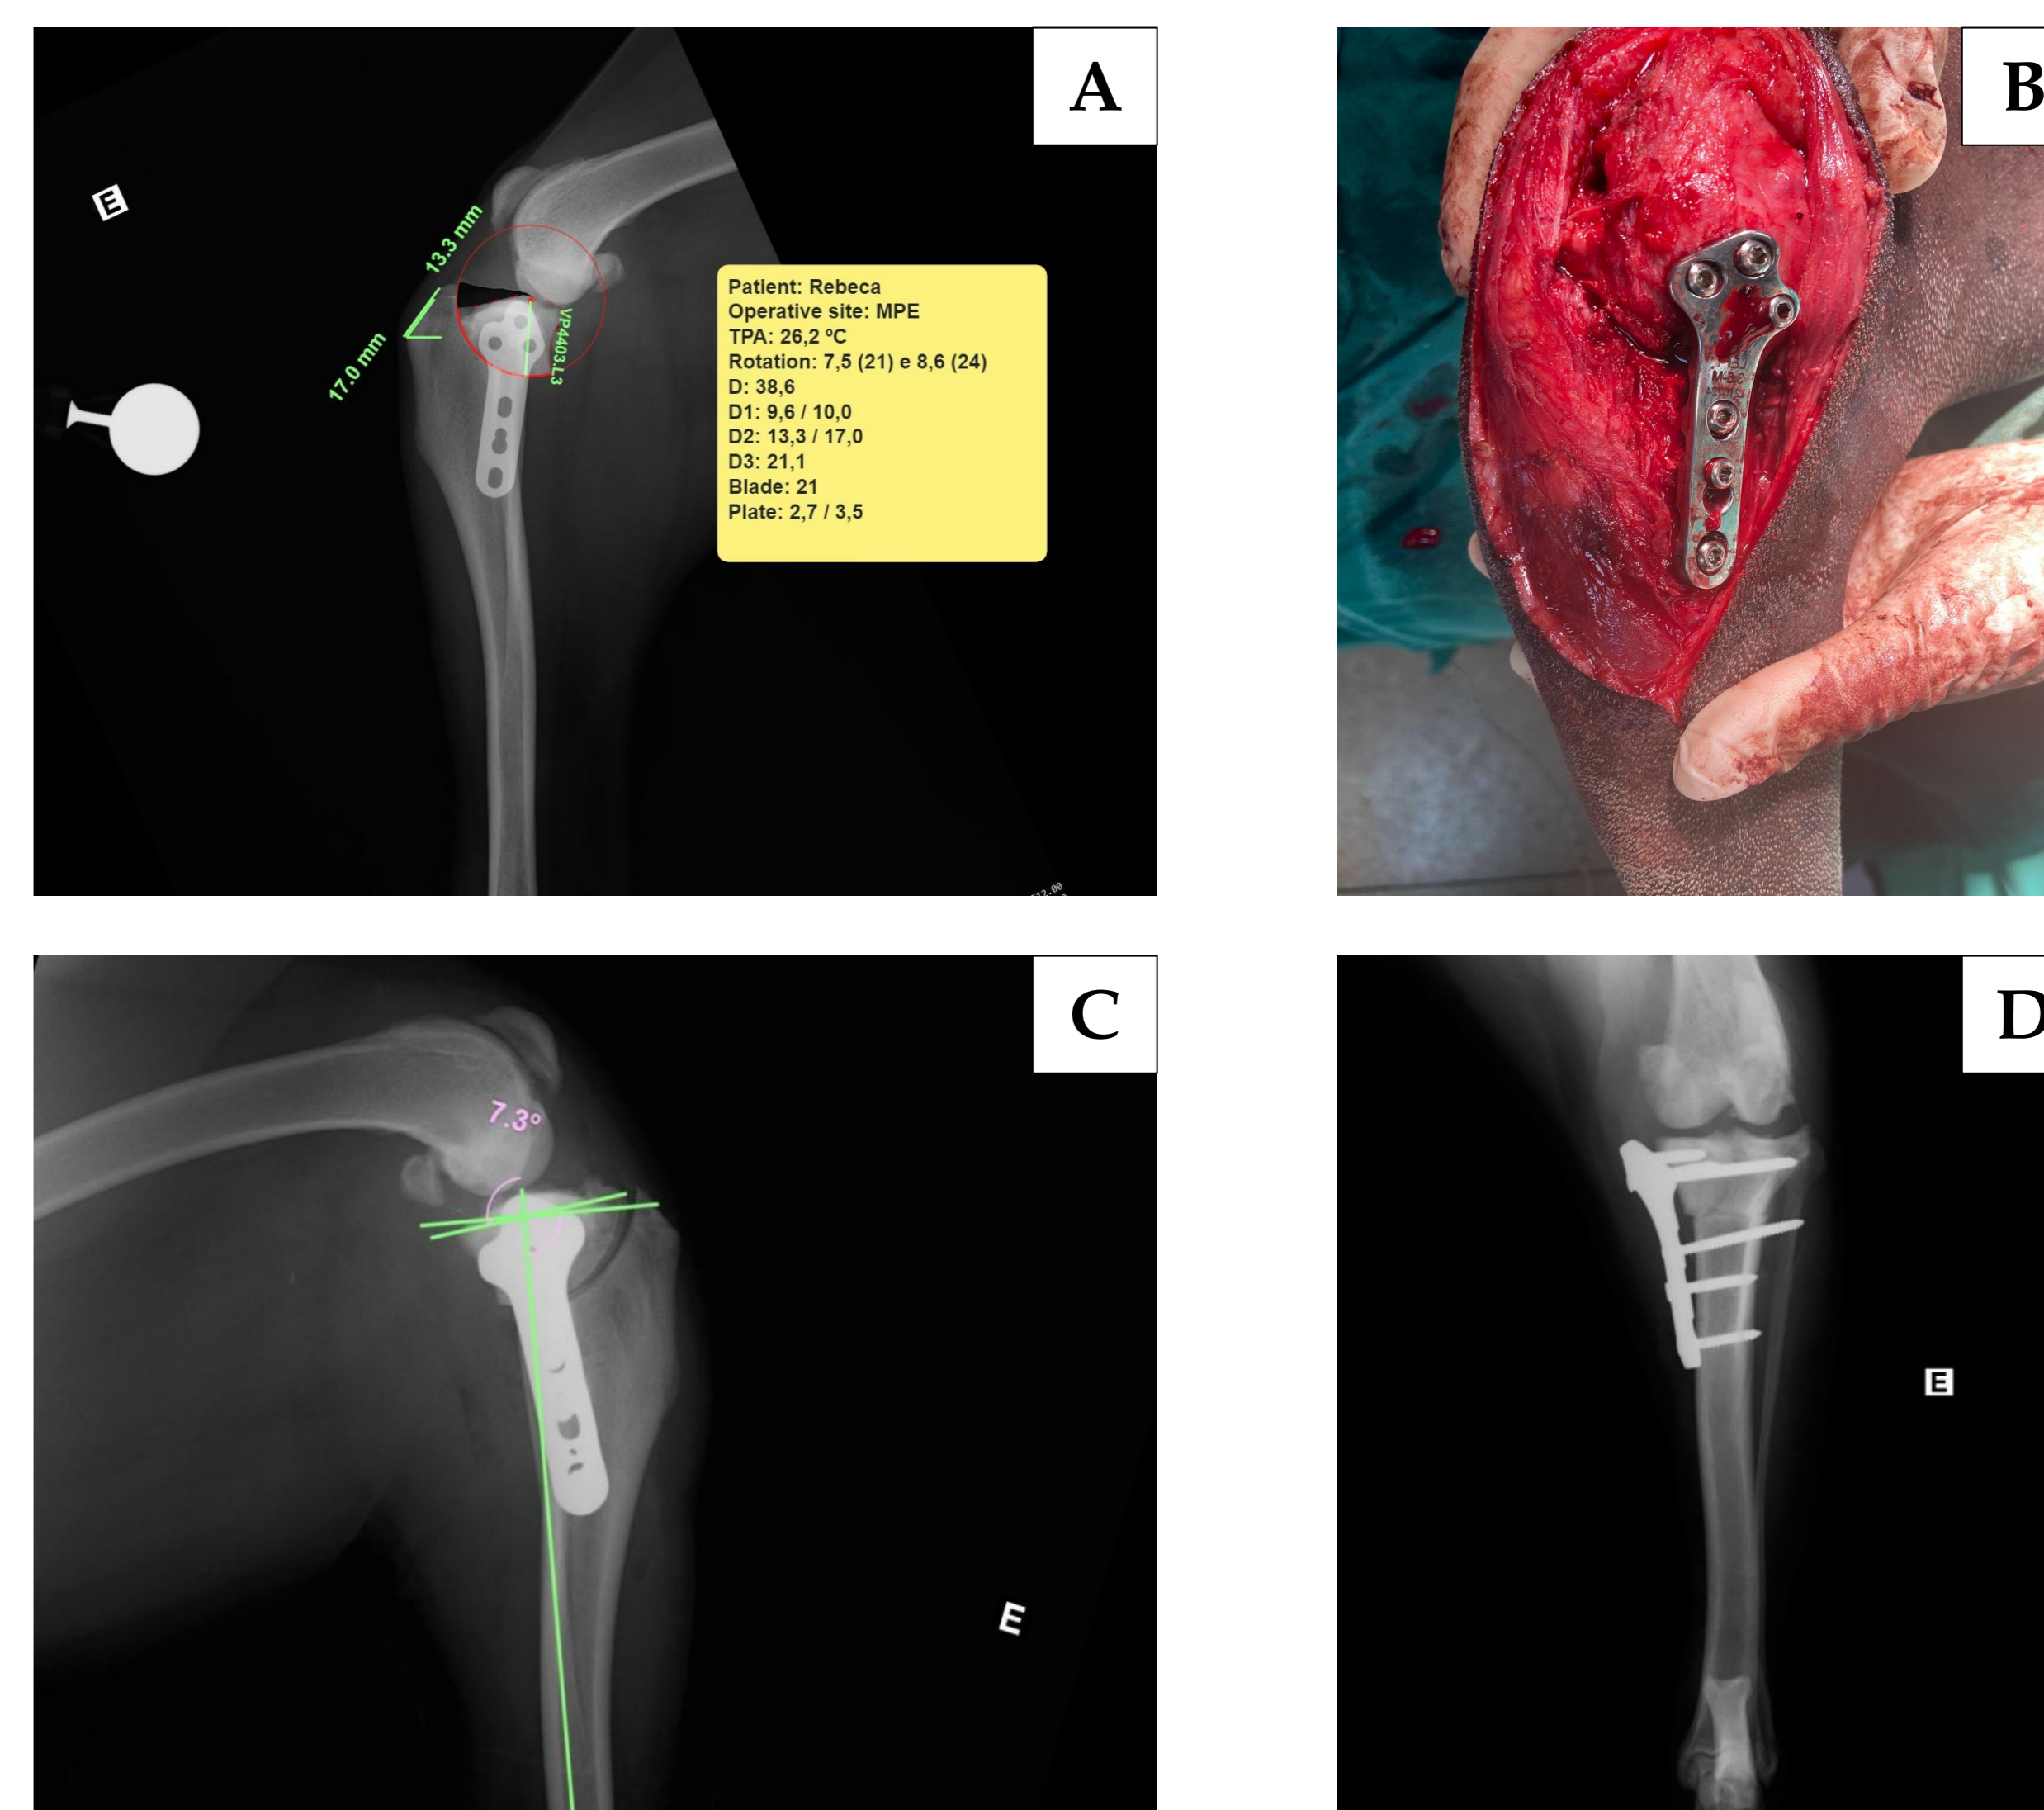 A
E
13.3 mm
17.0 mm
VP4403.L3
Patient: Rebeca
Operative site: MPE
TPA: 26,2 ºC
Rotation: 7,5 (21) e 8,6 (24)
D: 38,6
D1: 9,6 / 10,0
D2: 13,3 / 17,0
D3: 21,1
Blade: 21
Plate: 2,7 / 3,5
B
C
7.3º
E
D
E